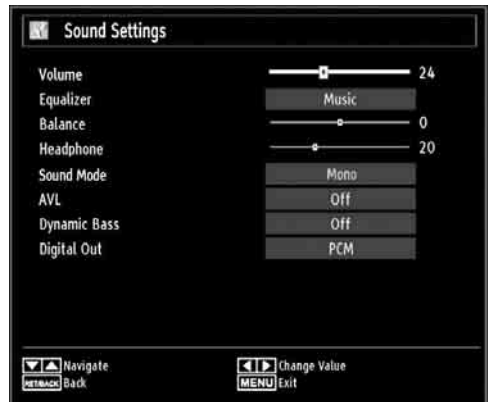 Sound Settings
Volume 24
Equalizer Music
Balance 0
Headphone 20
Sound Mode Mono
AVL Off
Dynamic Bass Off
Digital Out PCM
Navigate Change Value
RET/BACK Back MENU Exit